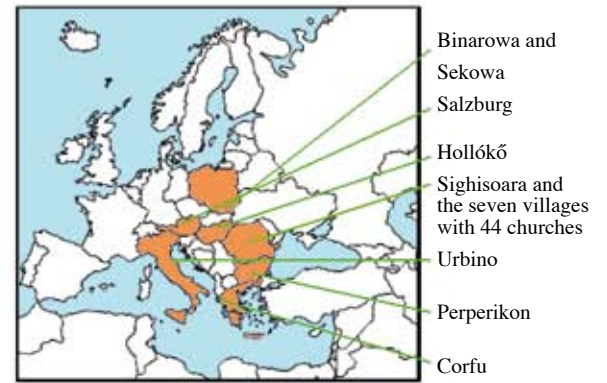 Binarowa and
Sekowa
Salzburg
Hollókő
Sighisoara and
the seven villages
with 44 churches
Urbino
Perperikon
Corfu